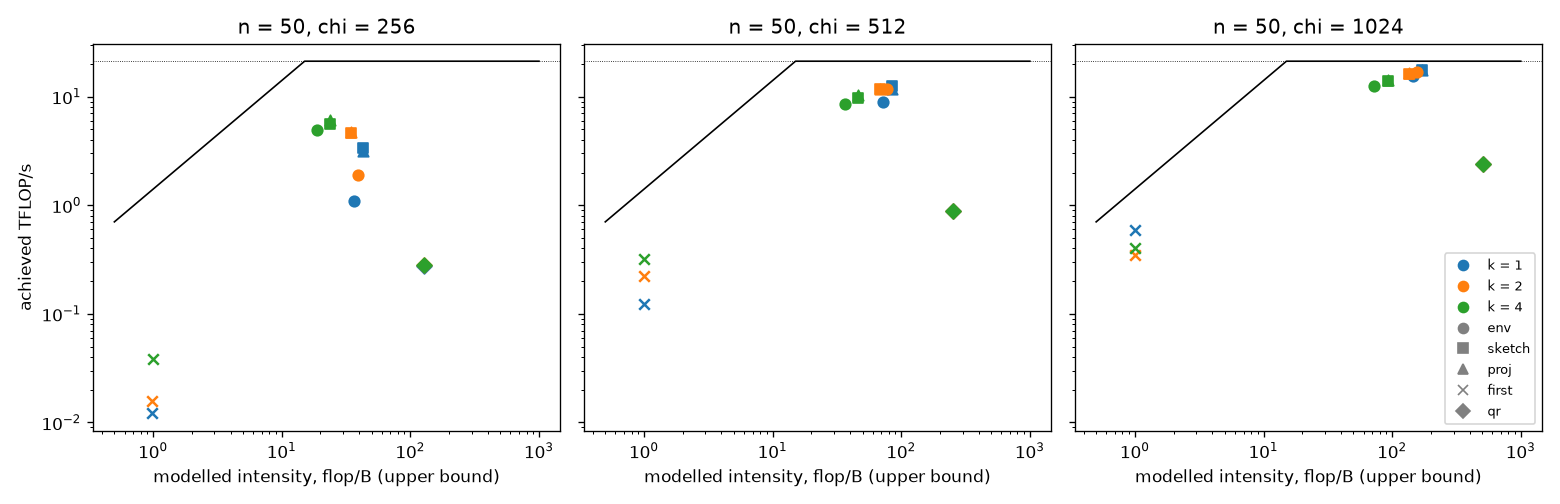 n = 50, chi = 256
n = 50, chi = 512
n = 50, chi = 1024
achieved TFLOP/s
10¹
10⁰
10⁻¹
10⁻²
10⁰ 10¹ 10² 10³
10⁰ 10¹ 10² 10³
10⁰ 10¹ 10² 10³
modelled intensity, flop/B (upper bound)
modelled intensity, flop/B (upper bound)
modelled intensity, flop/B (upper bound)
k = 1
k = 2
k = 4
env
sketch
proj
first
qr